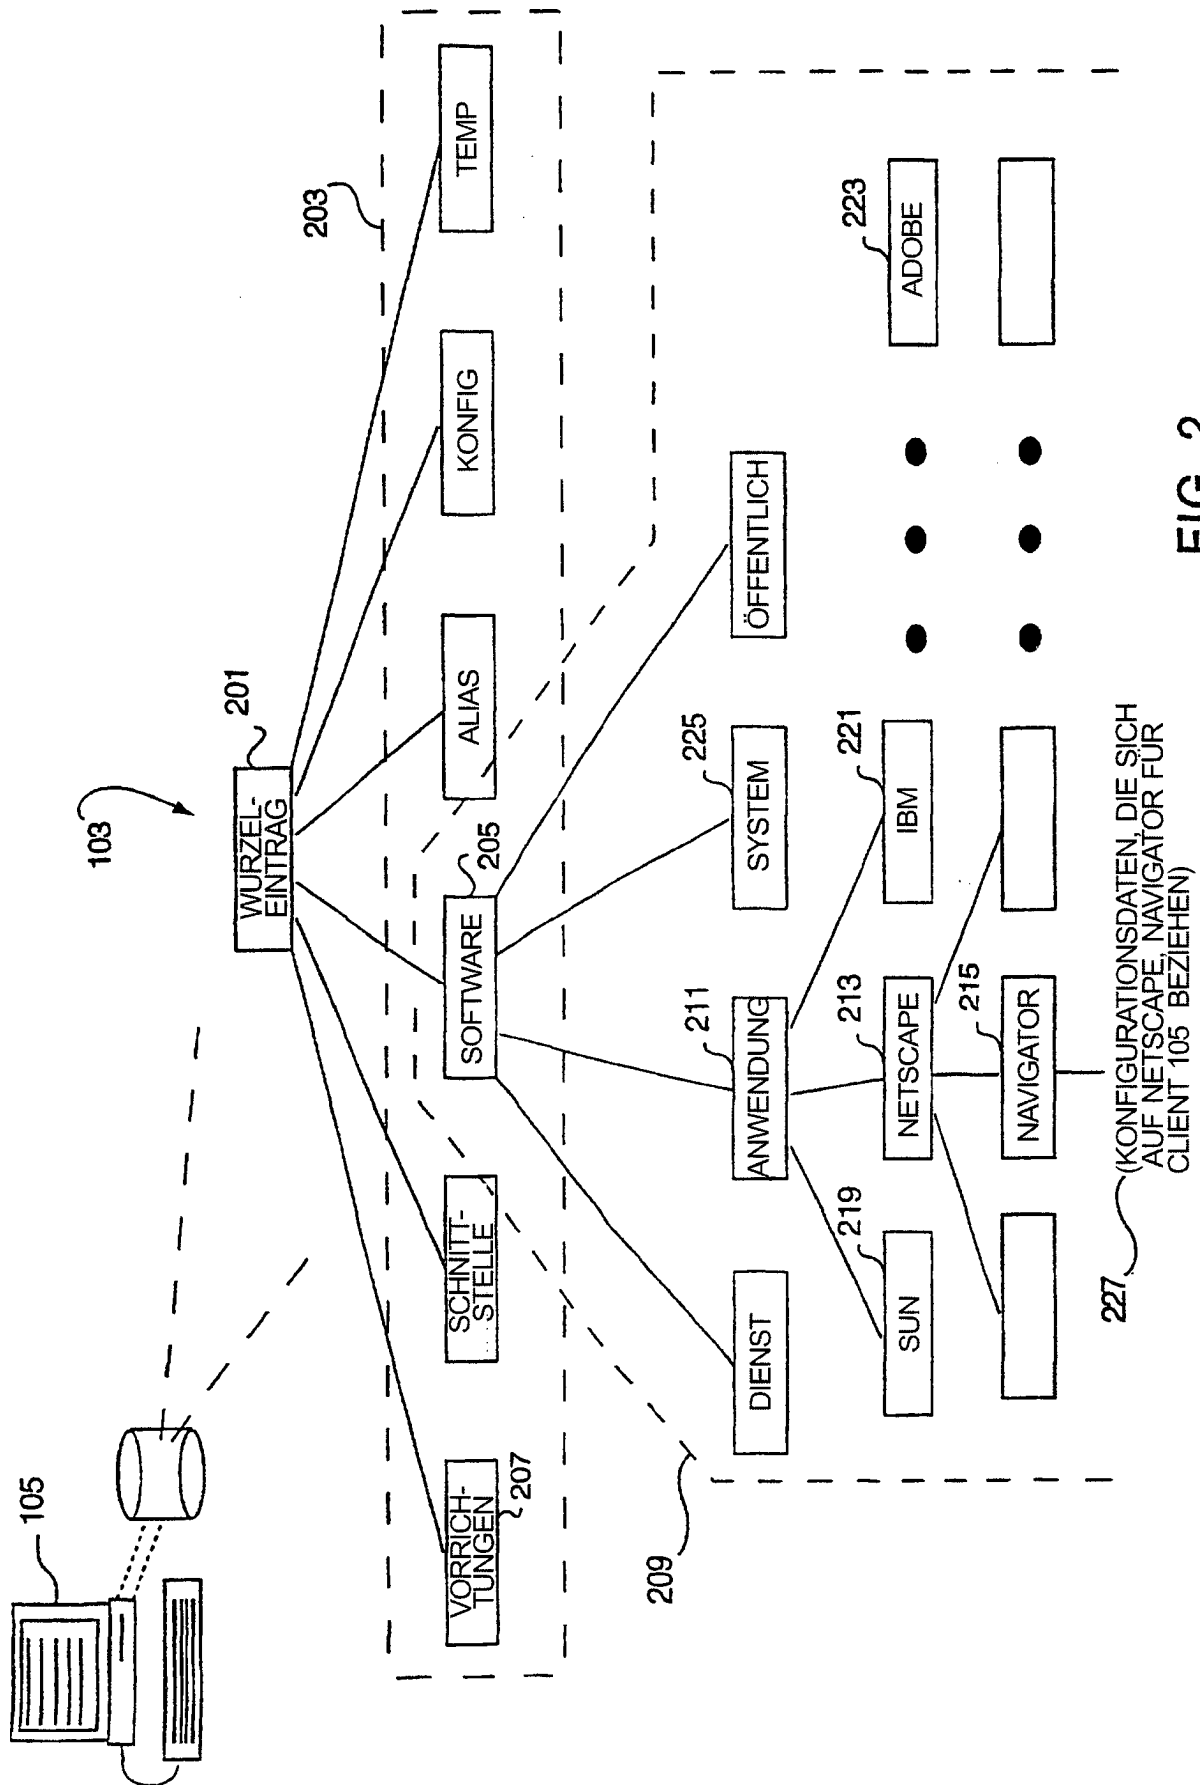 105
103
201
WURZEL-
EINTRAG
203
VORRICH-
TUNGEN
207
SCHNITT-
STELLE
SOFTWARE
205
ALIAS
KONFIG
TEMP
209
DIENST
211
ANWENDUNG
225
SYSTEM
ÖFFENTLICH
219
SUN
213
NETSCAPE
221
IBM
223
ADOBE
215
NAVIGATOR
227
(KONFIGURATIONSDATEN, DIE SICH
AUF NETSCAPE, NAVIGATOR FÜR
CLIENT 105 BEZIEHEN)
FIG. 2